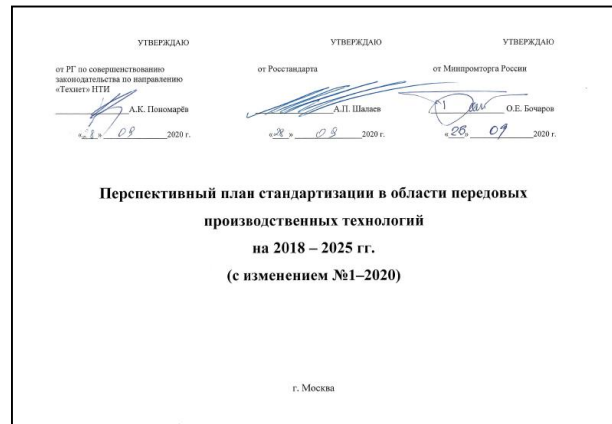 УТВЕРЖДАЮ
от РГ по совершенствованию
законодательства по направлению
«Технет» НТИ
А.К. Пономарёв
«28» 09 2020 г.
УТВЕРЖДАЮ
от Росстандарта
А.П. Шалаев
«28» 09 2020 г.
УТВЕРЖДАЮ
от Минпромторга России
О.Е. Бочаров
«28» 09 2020 г.
Перспективный план стандартизации в области передовых
производственных технологий
на 2018 – 2025 гг.
(с изменением №1–2020)
г. Москва